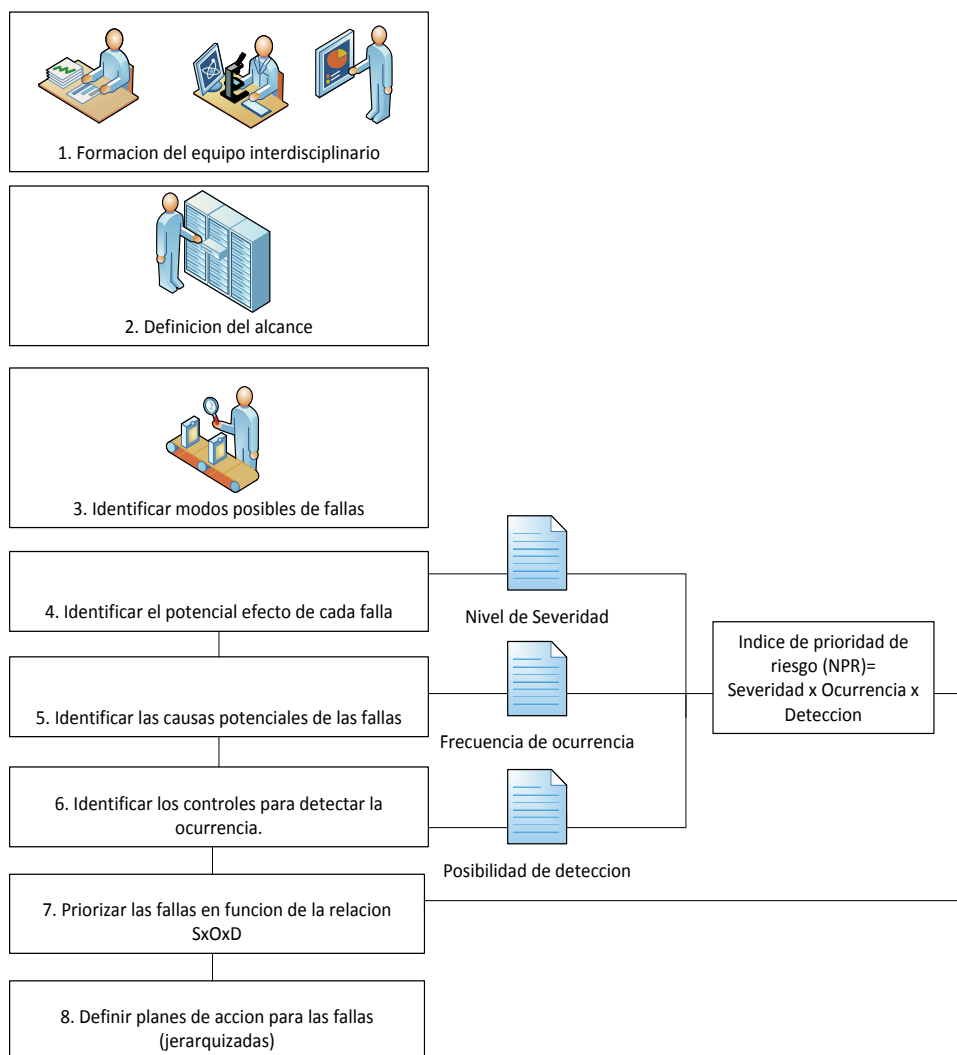 1. Formacion del equipo interdisciplinario
2. Definicion del alcance
3. Identificar modos posibles de fallas
4. Identificar el potencial efecto de cada falla
Nivel de Severidad
5. Identificar las causas potenciales de las fallas
Frecuencia de ocurrencia
6. Identificar los controles para detectar la
ocurrencia.
Posibilidad de deteccion
Indice de prioridad de
riesgo (NPR)=
Severidad x Ocurrencia x
Deteccion
7. Priorizar las fallas en funcion de la relacion
SxOxD
8. Definir planes de accion para las fallas
(jerarquizadas)